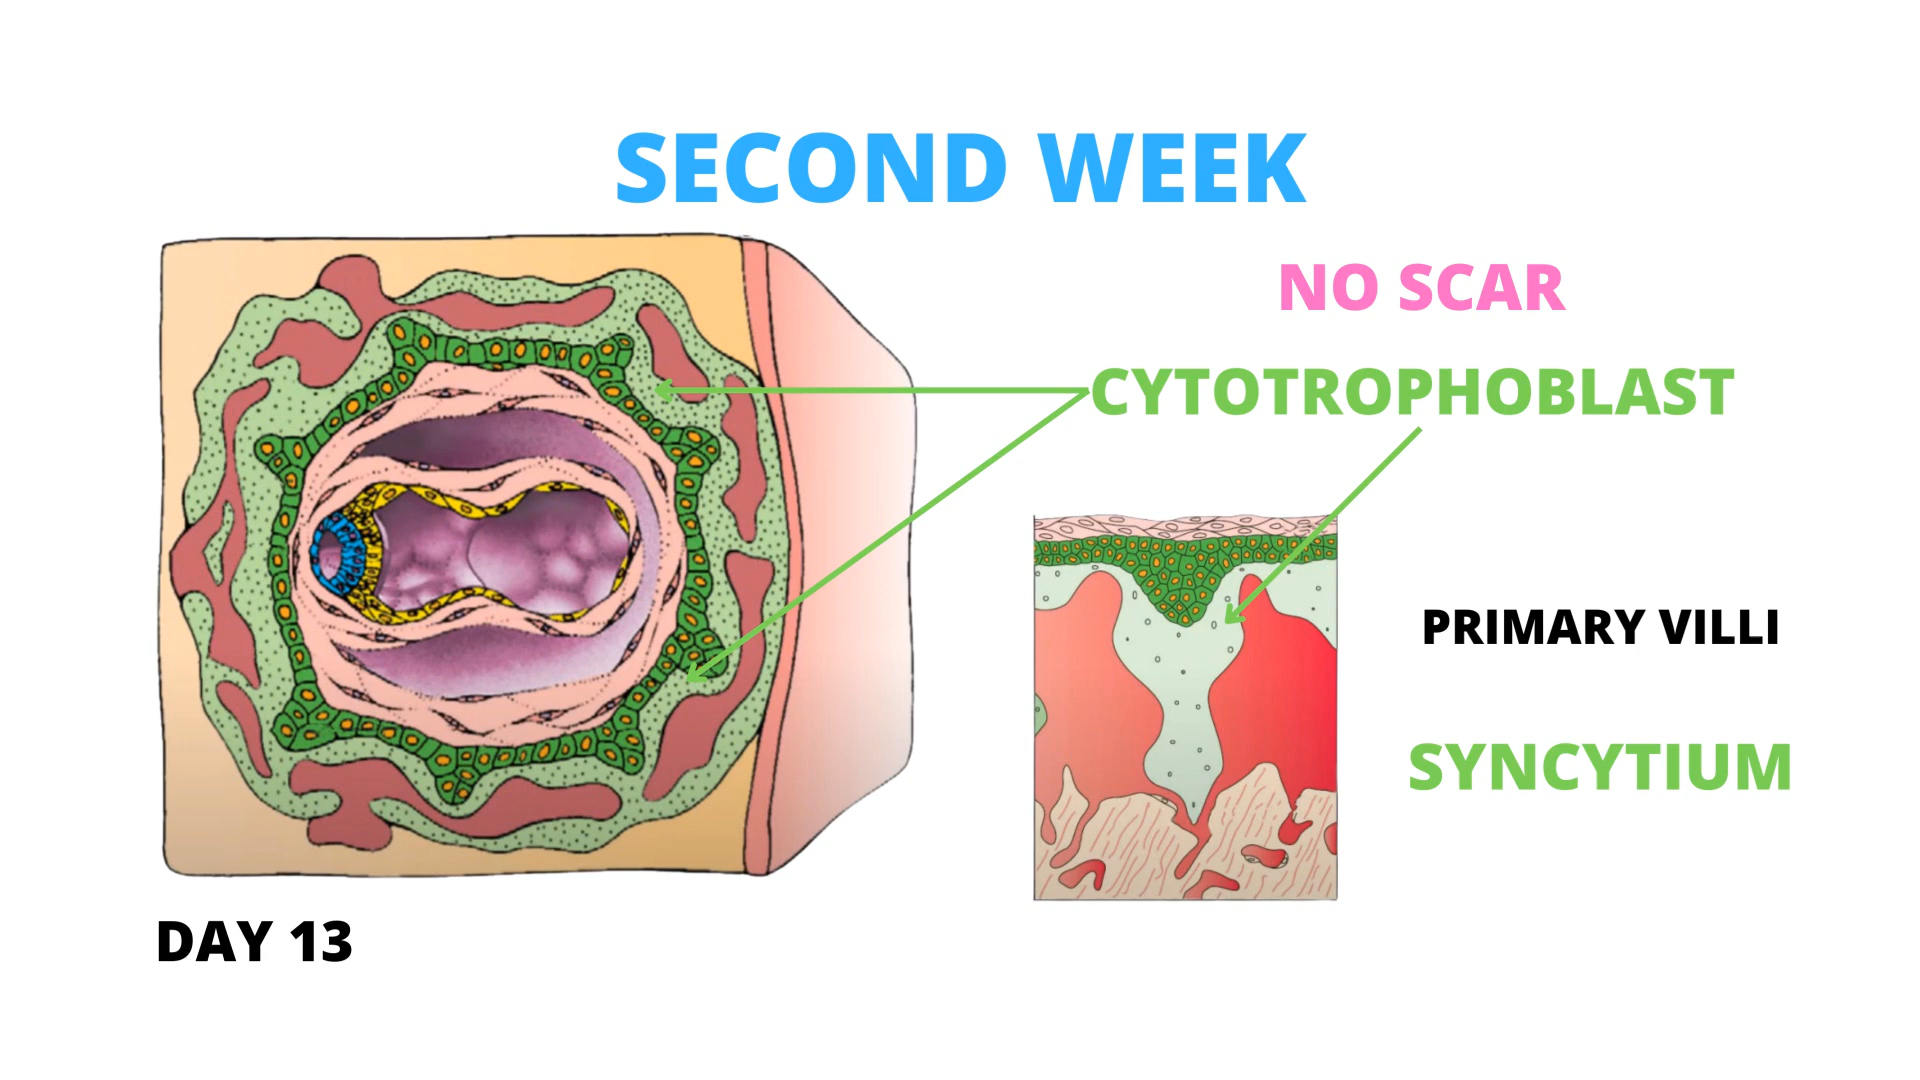 SECOND WEEK
NO SCAR
CYTOTROPHOBLAST
PRIMARY VILLI
SYNCYTIUM
DAY 13